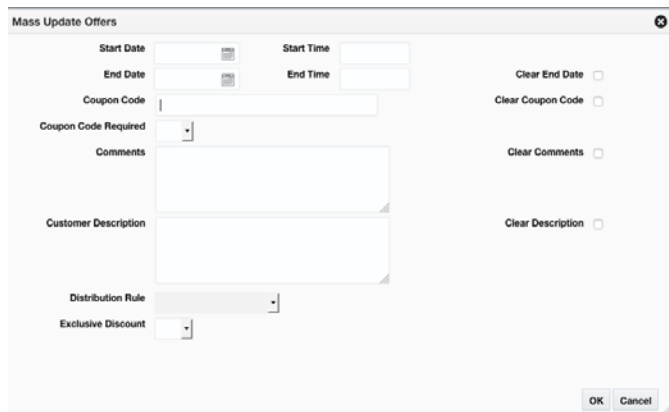 Mass Update Offers
Start Date Start Time
End Date End Time Clear End Date
Coupon Code Clear Coupon Code
Coupon Code Required
Comments Clear Comments
Customer Description Clear Description
Distribution Rule
Exclusive Discount
OK Cancel